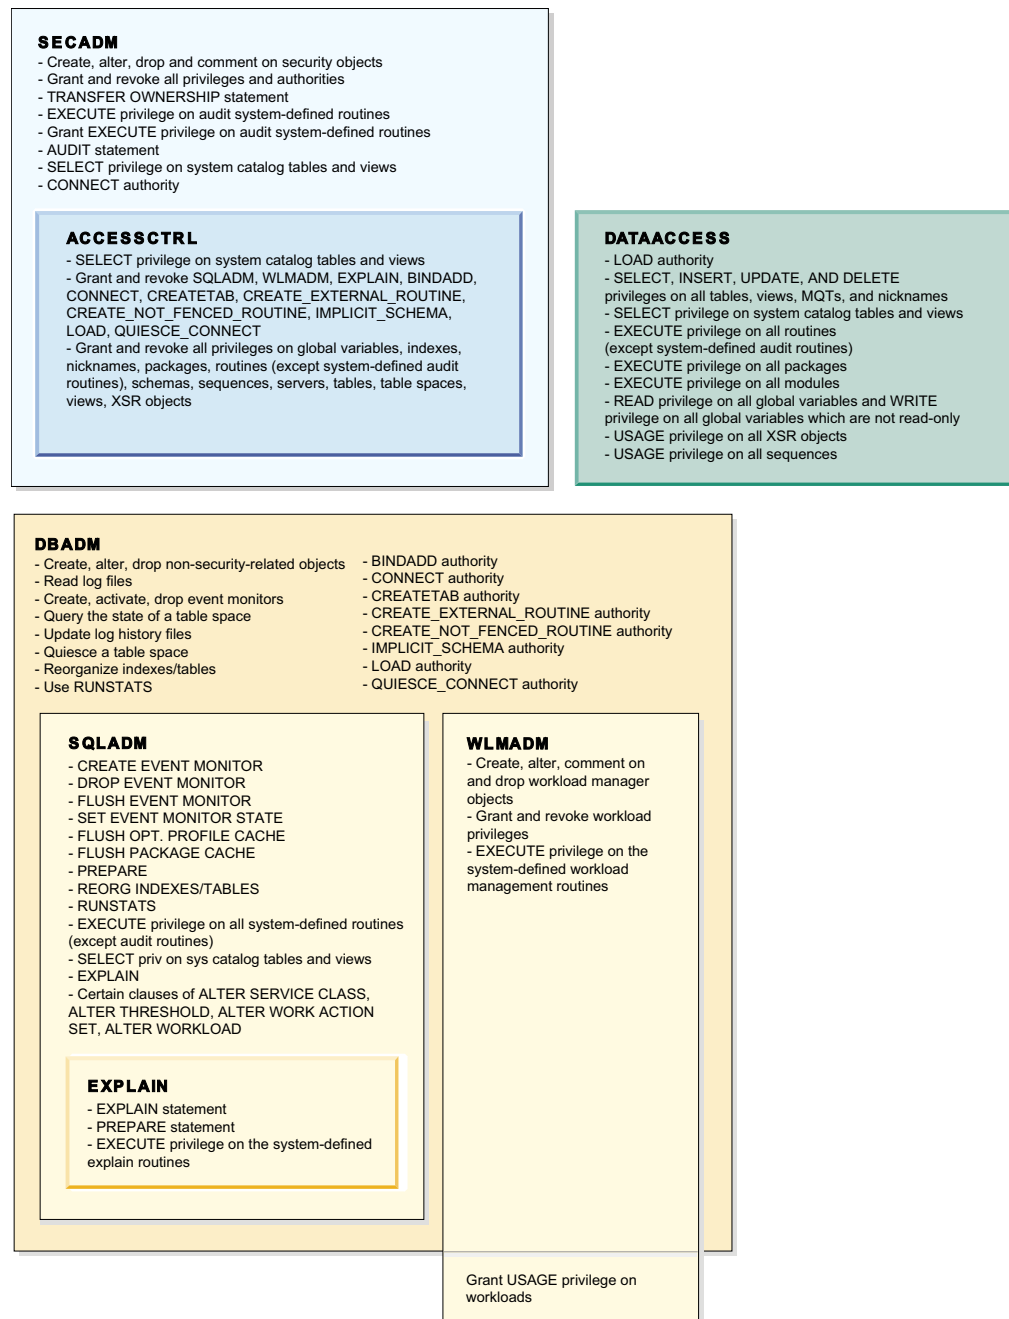 SECADM
- Create, alter, drop and comment on security objects
- Grant and revoke all privileges and authorities
- TRANSFER OWNERSHIP statement
- EXECUTE privilege on audit system-defined routines
- Grant EXECUTE privilege on audit system-defined routines
- AUDIT statement
- SELECT privilege on system catalog tables and views
- CONNECT authority
ACCESSCTRL
- SELECT privilege on system catalog tables and views
- Grant and revoke SQLADM, WLMADM, EXPLAIN, BINDADD,
CONNECT, CREATETAB, CREATE_EXTERNAL_ROUTINE,
CREATE_NOT_FENCED_ROUTINE, IMPLICIT_SCHEMA,
LOAD, QUIESCE_CONNECT
- Grant and revoke all privileges on global variables, indexes,
nicknames, packages, routines (except system-defined audit
routines), schemas, sequences, servers, tables, table spaces,
views, XSR objects
DATAACCESS
- LOAD authority
- SELECT, INSERT, UPDATE, AND DELETE
privileges on all tables, views, MQTs, and nicknames
- SELECT privilege on system catalog tables and views
- EXECUTE privilege on all routines
(except system-defined audit routines)
- EXECUTE privilege on all packages
- EXECUTE privilege on all modules
- READ privilege on all global variables and WRITE
privilege on all global variables which are not read-only
- USAGE privilege on all XSR objects
- USAGE privilege on all sequences
DBADM
- Create, alter, drop non-security-related objects
- Read log files
- Create, activate, drop event monitors
- Query the state of a table space
- Update log history files
- Quiesce a table space
- Reorganize indexes/tables
- Use RUNSTATS
- BINDADD authority
- CONNECT authority
- CREATETAB authority
- CREATE_EXTERNAL_ROUTINE authority
- CREATE_NOT_FENCED_ROUTINE authority
- IMPLICIT_SCHEMA authority
- LOAD authority
- QUIESCE_CONNECT authority
SQLADM
- CREATE EVENT MONITOR
- DROP EVENT MONITOR
- FLUSH EVENT MONITOR
- SET EVENT MONITOR STATE
- FLUSH OPT. PROFILE CACHE
- FLUSH PACKAGE CACHE
- PREPARE
- REORG INDEXES/TABLES
- RUNSTATS
- EXECUTE privilege on all system-defined routines
(except audit routines)
- SELECT priv on sys catalog tables and views
- EXPLAIN
- Certain clauses of ALTER SERVICE CLASS,
ALTER THRESHOLD, ALTER WORK ACTION
SET, ALTER WORKLOAD
EXPLAIN
- EXPLAIN statement
- PREPARE statement
- EXECUTE privilege on the system-defined
explain routines
WLMADM
- Create, alter, comment on
and drop workload manager
objects
- Grant and revoke workload
privileges
- EXECUTE privilege on the
system-defined workload
management routines
Grant USAGE privilege on
workloads